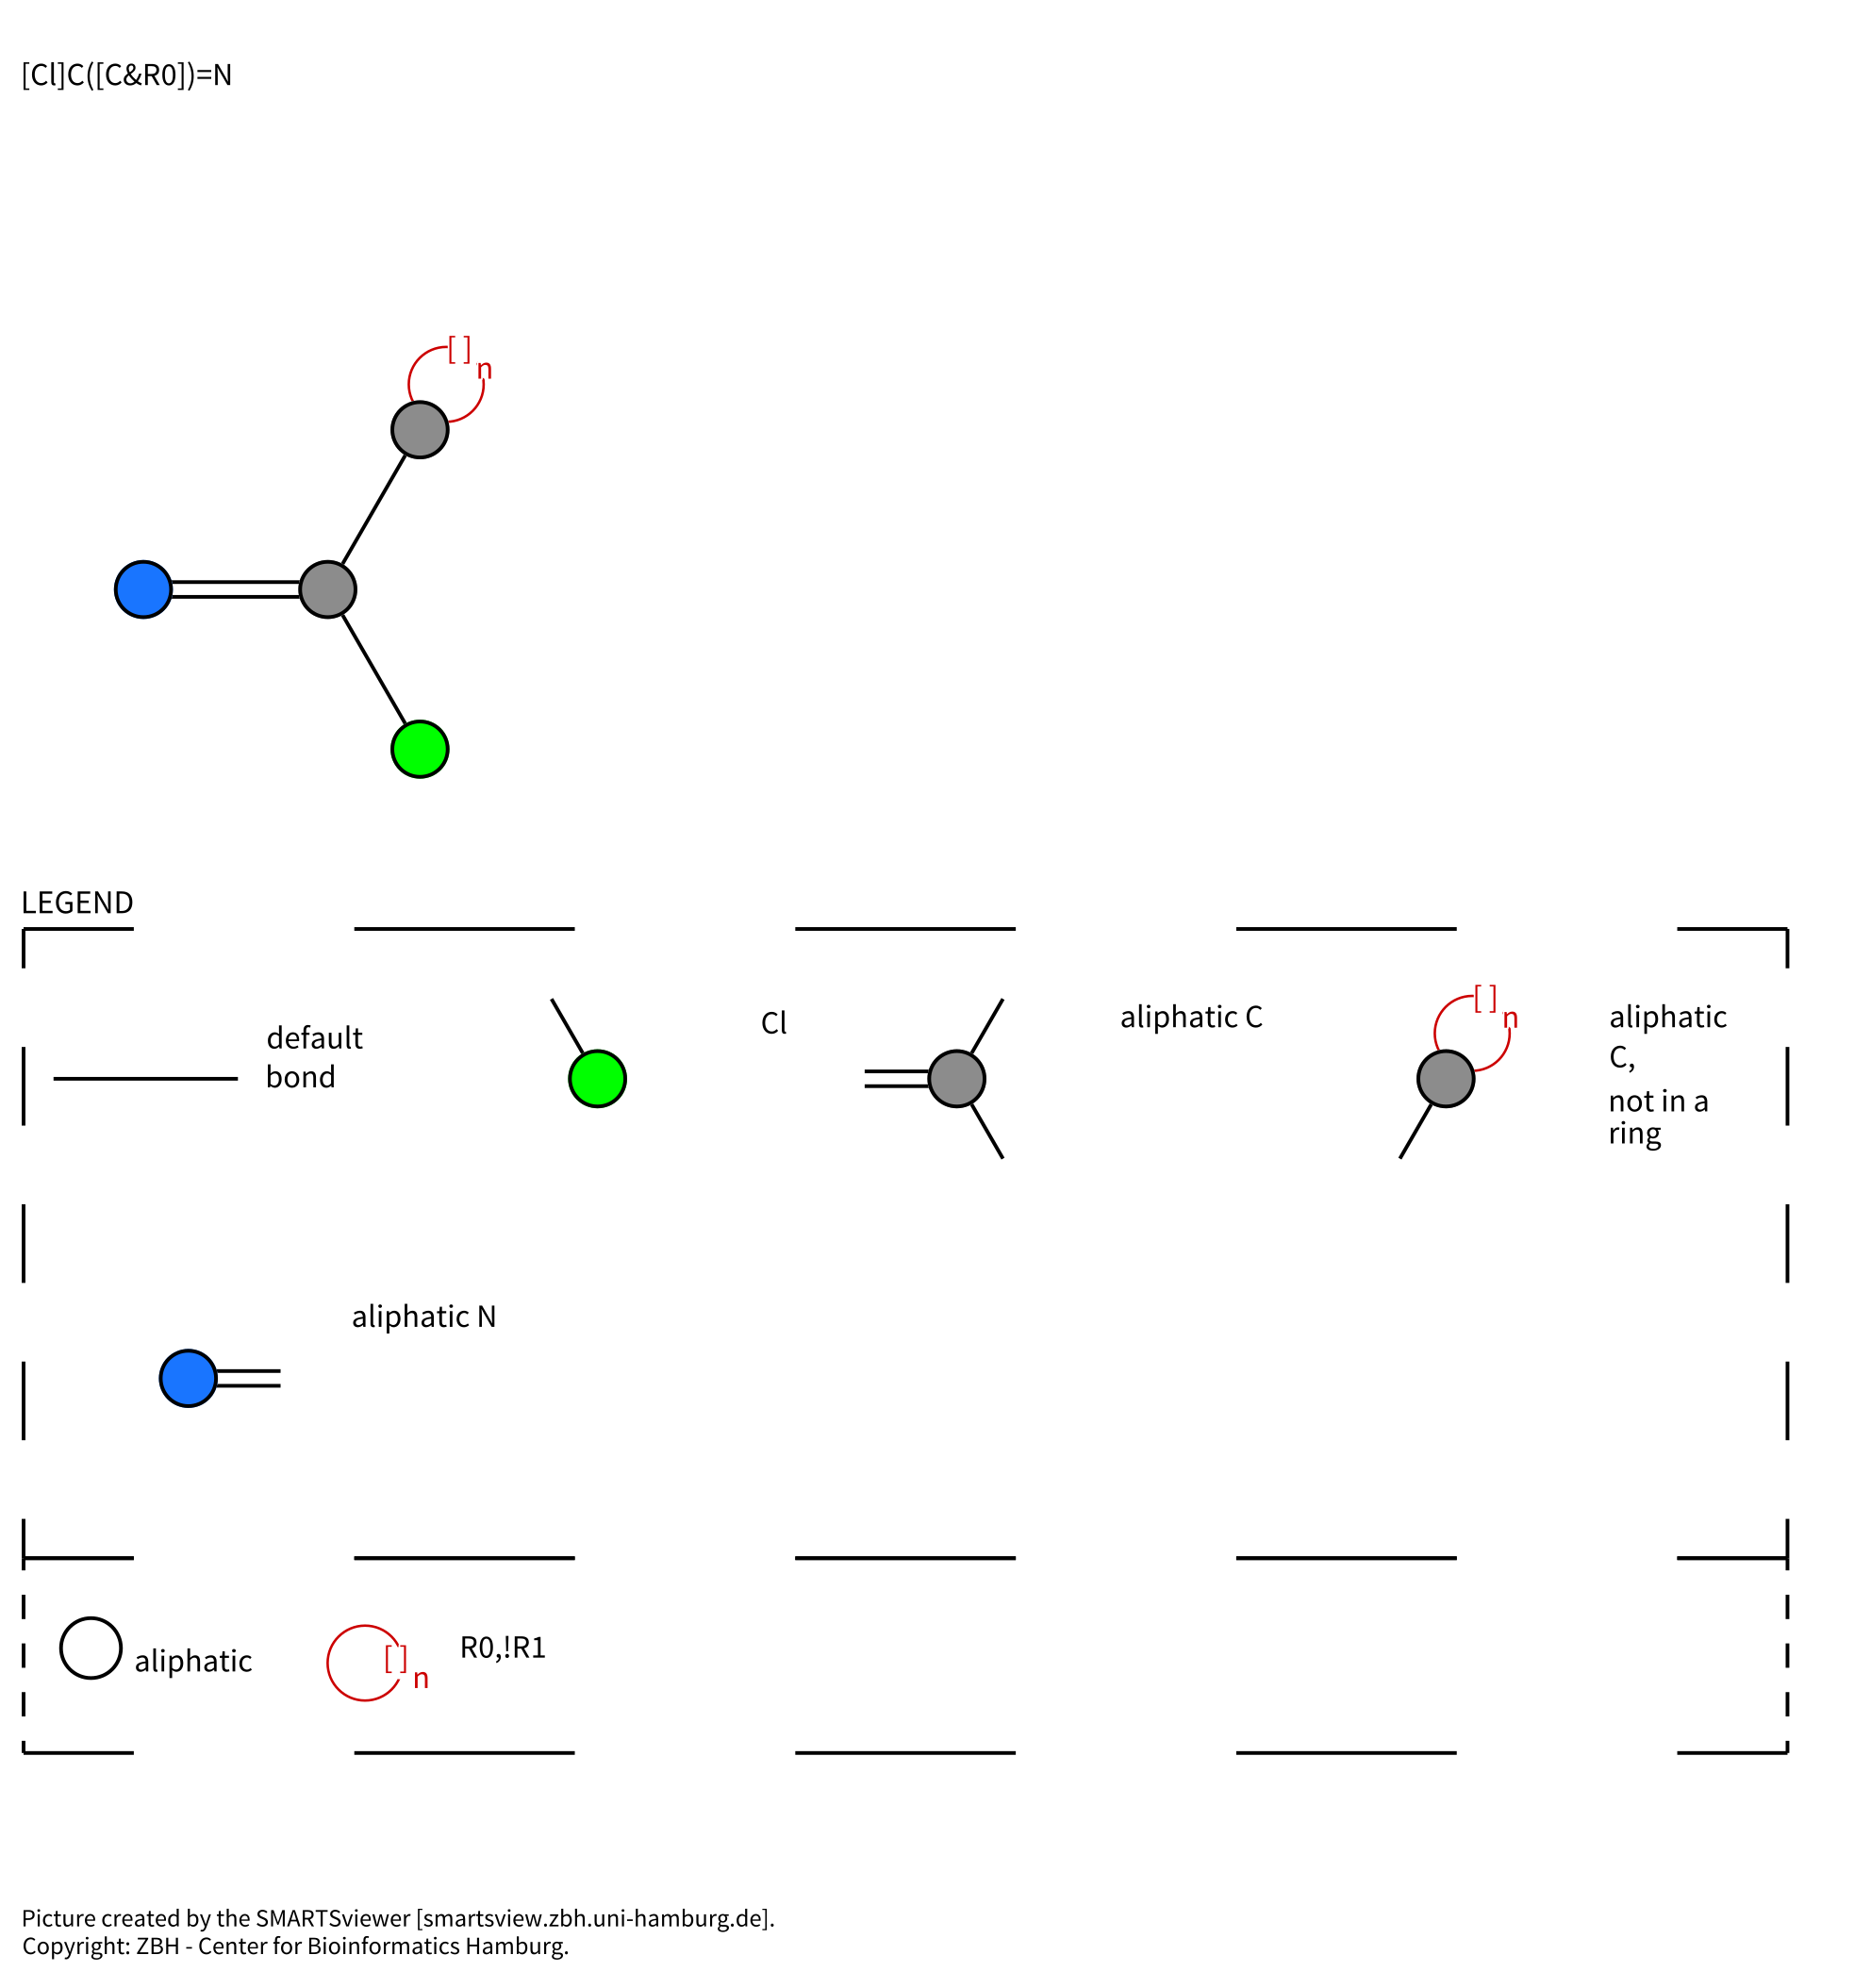 [Cl]C([C&R0])=N
[ ]
n
LEGEND
default
bond
Cl
aliphatic C
[ ]
n
aliphatic
C,
not in a
ring
aliphatic N
aliphatic
[ ]
n
R0,!R1
Picture created by the SMARTSviewer [smartsview.zbh.uni-hamburg.de].
Copyright: ZBH - Center for Bioinformatics Hamburg.